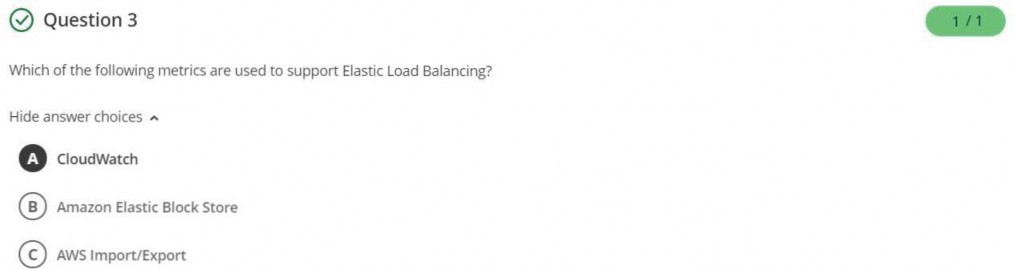 Question 3
1 / 1
Which of the following metrics are used to support Elastic Load Balancing?
Hide answer choices
A CloudWatch
B Amazon Elastic Block Store
C AWS Import/Export